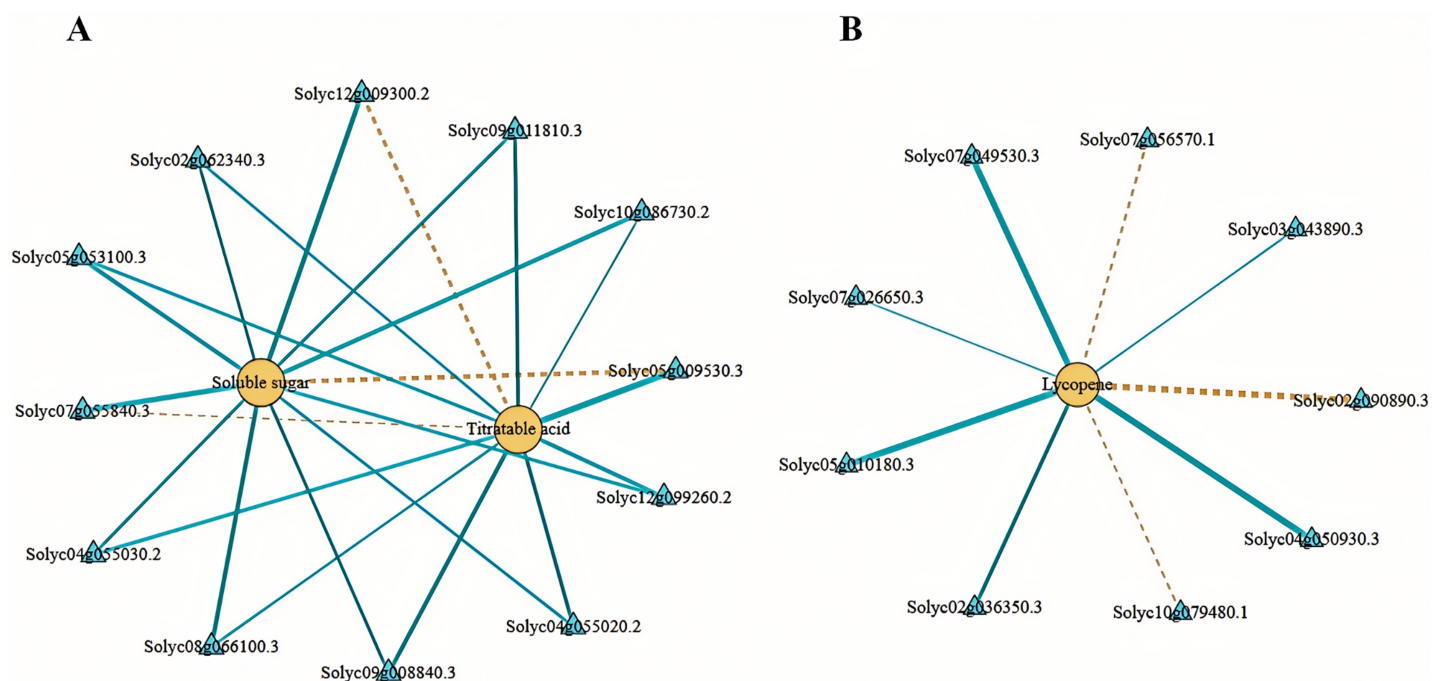 A
Solyc12g009300.2
Solyc09g011810.3
Solyc02g062340.3
Solyc10g086730.2
Solyc05g053100.3
Solyc05g009530.3
Soluble sugar
Solyc07g055840.3
Titratable acid
Solyc12g099260.2
Solyc04g055030.2
Solyc04g055020.2
Solyc08g066100.3
Solyc09g008840.3
B
Solyc07g056570.1
Solyc07g049530.3
Solyc03g043890.3
Solyc07g026650.3
Lycopene
Solyc02g090890.3
Solyc05g010180.3
Solyc04g050930.3
Solyc02g036350.3
Solyc10g079480.1